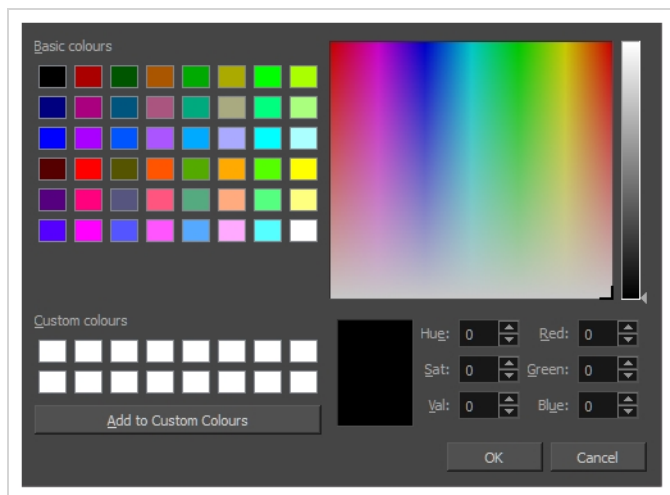 Basic colours
Custom colours
Hue: 0 Red: 0
Sat: 0 Green: 0
Val: 0 Blue: 0
Add to Custom Colours
OK Cancel